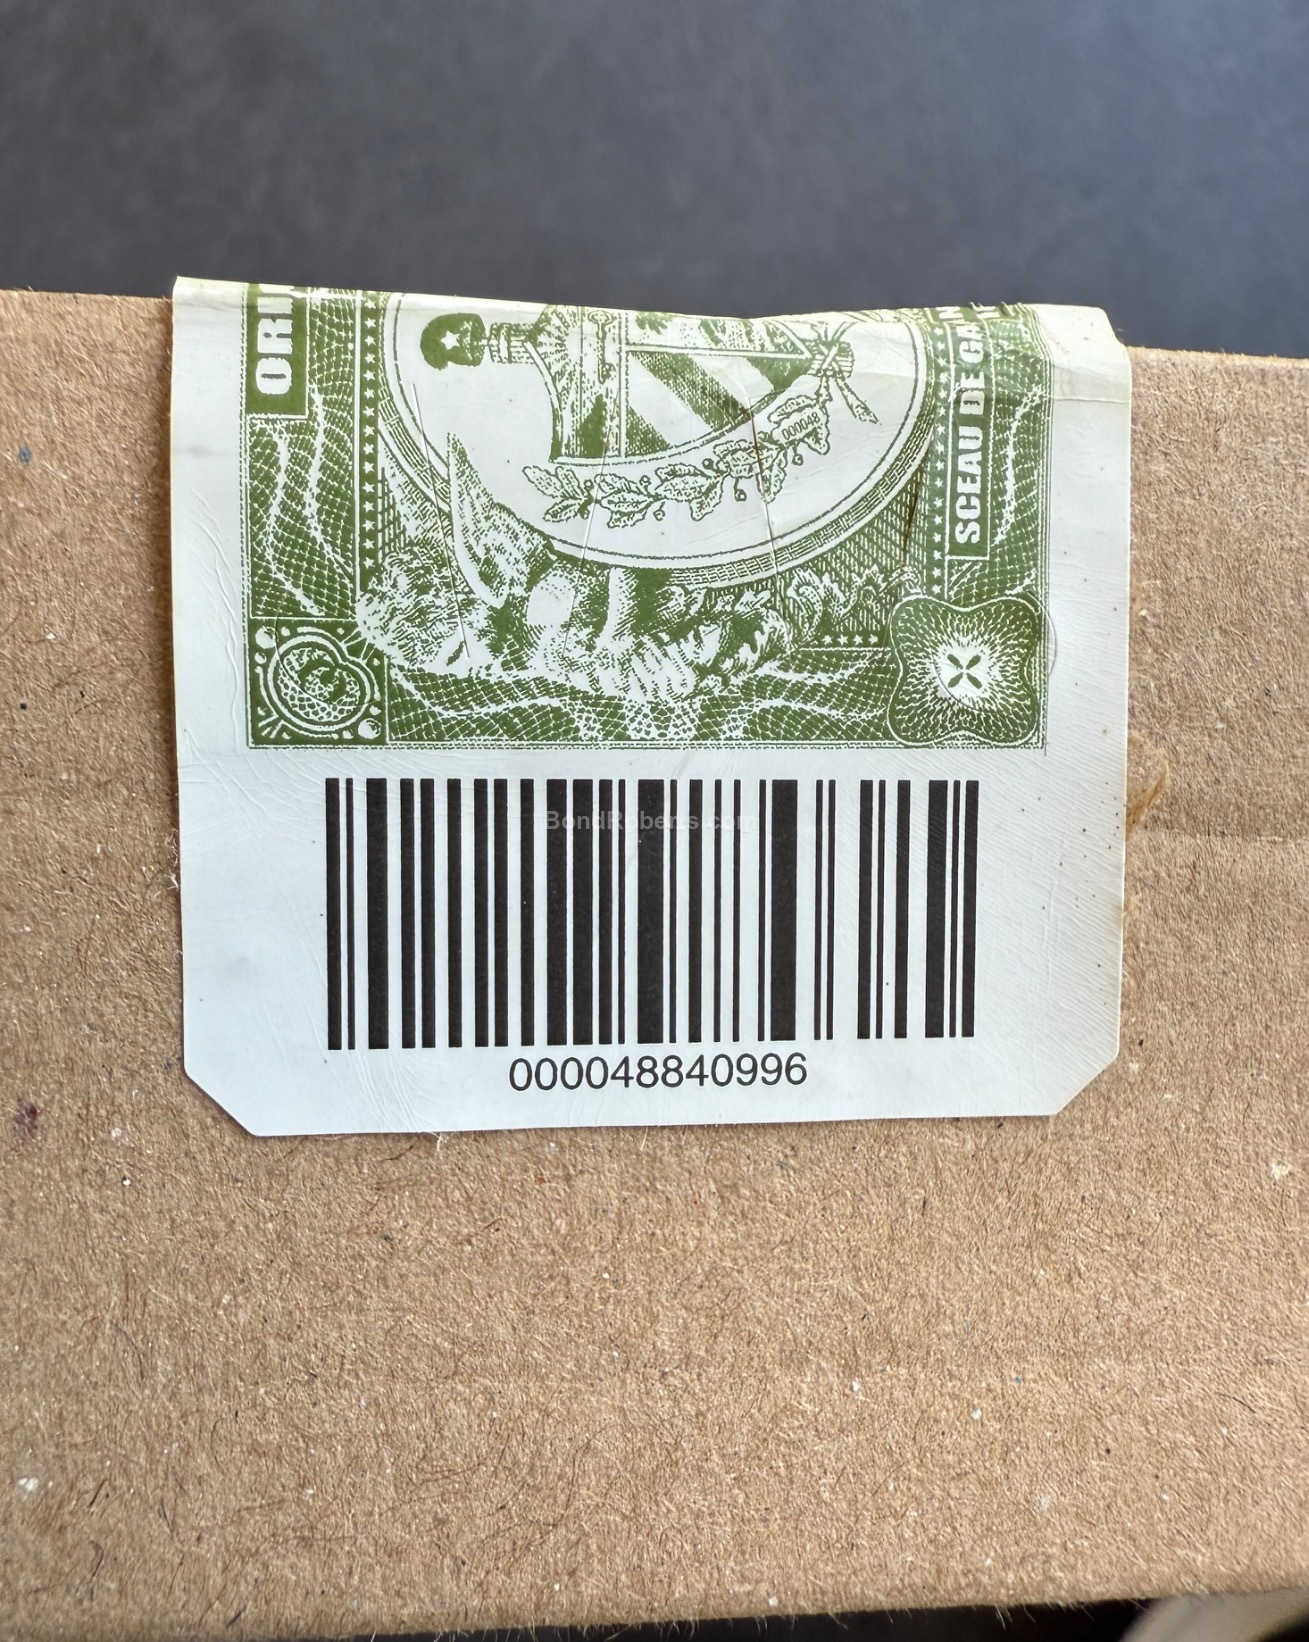 ORI
SCEAU DE GA
000048
BondRoberts.com
000048840996